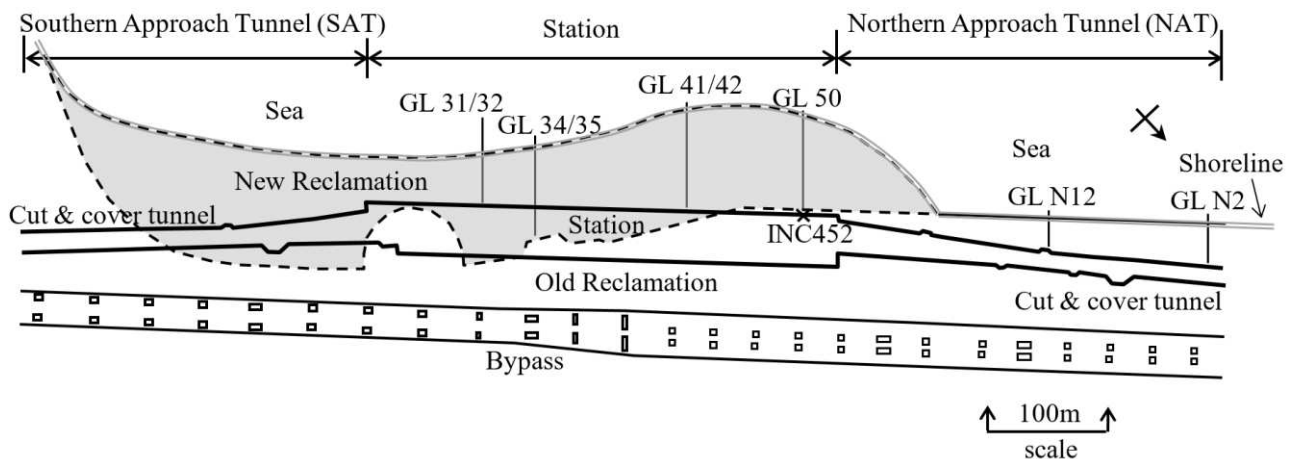 Southern Approach Tunnel (SAT)
Station
Northern Approach Tunnel (NAT)
Sea
GL 31/32
GL 34/35
GL 41/42
GL 50
Sea
Shoreline
New Reclamation
GL N12
GL N2
Cut & cover tunnel
Station
INC452
Old Reclamation
Cut & cover tunnel
Bypass
100m
scale